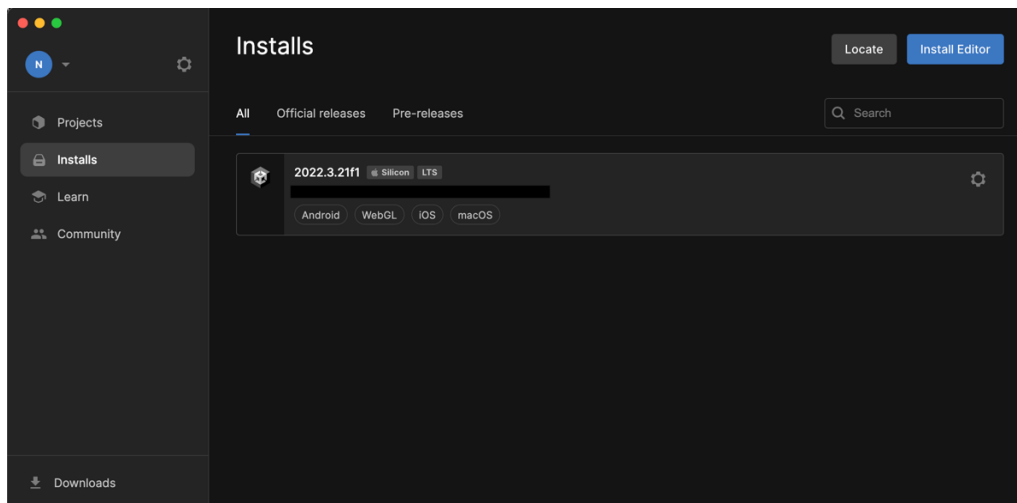 Installs
Locate
Install Editor
N
Projects
Installs
Learn
Community
Downloads
All
Official releases
Pre-releases
Search
2022.3.21f1 Silicon LTS
Android WebGL iOS macOS